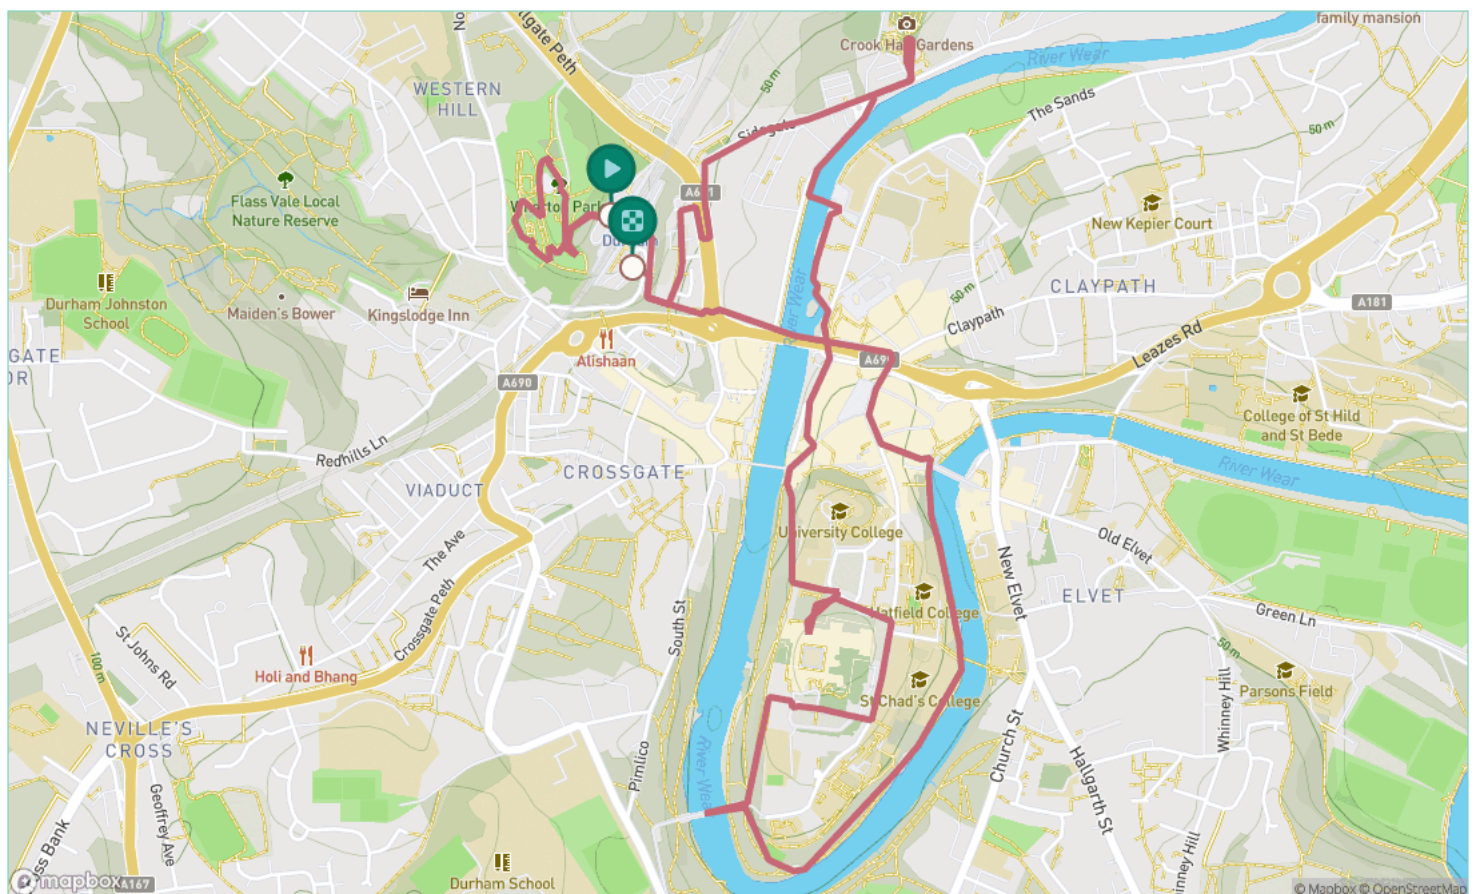 family mansion
Crook Hall Gardens
River Wear
50 m
The Sands
50 m
Sidegate
WESTERN
HILL
Flass Vale Local
Nature Reserve
Wharton Park
A691
New Kepier Court
Durham Johnston
School
Maiden's Bower
Kingslodge Inn
River Wear
50 m
CLAYPATH
A181
Claypath
Leazes Rd
Alishaan
A690
A690
College of St Hild
and St Bede
Redhills Ln
CROSSGATE
VIADUCT
River Wear
University College
The Ave
Old Elvet
New Elvet
ELVET
Hatfield College
Green Ln
Crossgate Peth
South St
St Johns Rd
100 m
Holi and Bhang
St Chad's College
50 m
Parsons Field
Whinney Hill
NEVILLE'S
CROSS
Church St
Hallgarth St
River Wear
Pimlico
Geoffrey Ave
Durham School
mapbox
A167
© Mapbox © OpenStreetMap